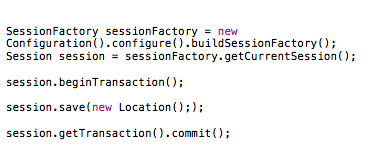 SessionFactory sessionFactory = new
Configuration().configure().buildSessionFactory();
Session session = sessionFactory.getCurrentSession();
session.beginTransaction();
session.save(new Location(););
session.getTransaction().commit();